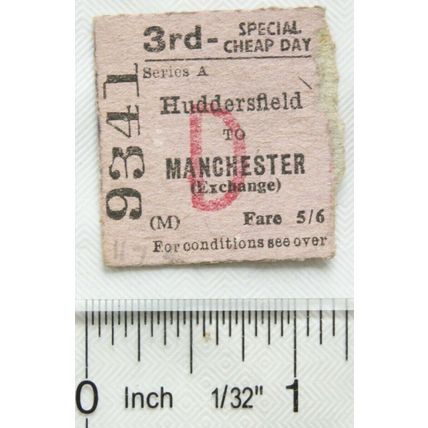 3rd- SPECIAL CHEAP DAY
Series A
Huddersfield
TO
D
MANCHESTER
(Exchange)
(M) Fare 5/6
For conditions see over
9341
0 Inch 1/32" 1